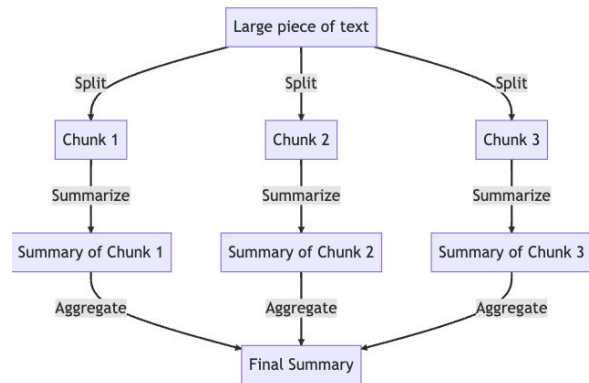 Large piece of text
Split Split Split
Chunk 1 Chunk 2 Chunk 3
Summarize Summarize Summarize
Summary of Chunk 1 Summary of Chunk 2 Summary of Chunk 3
Aggregate Aggregate Aggregate
Final Summary